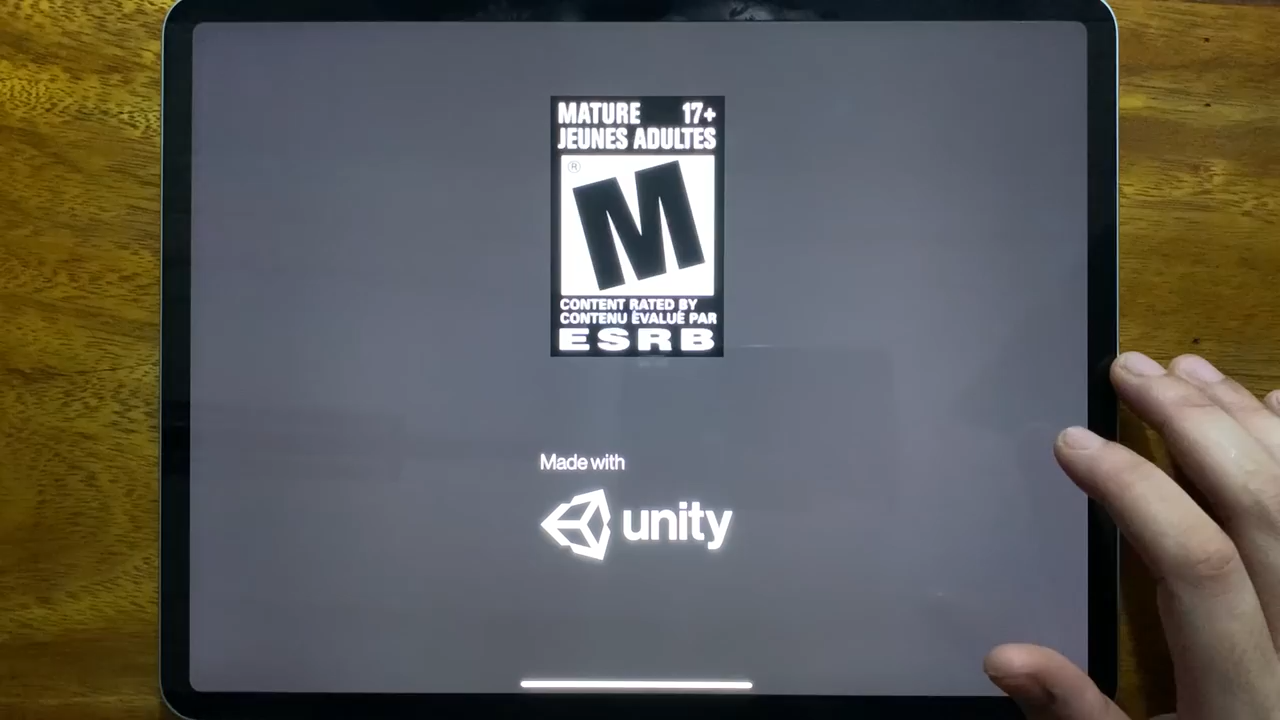 MATURE 17+
JEUNES ADULTES
®
M
CONTENT RATED BY
CONTENU ÉVALUÉ PAR
ESRB
Made with
unity